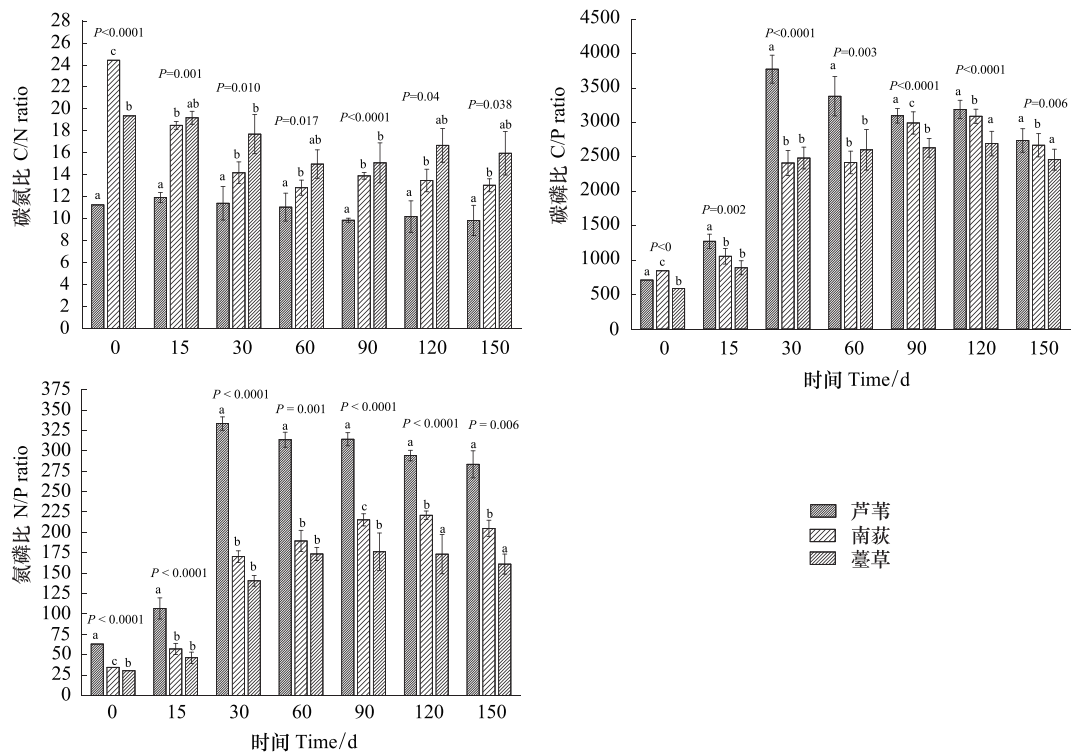 碳氮比 C/N ratio
28
26
24
22
20
18
16
14
12
10
8
6
4
2
0
P<0.0001
P=0.001
P=0.010
P=0.017
P<0.0001
P=0.04
P=0.038
a c b
a b ab
a b b
a b ab
a b b
a b ab
a b ab
0 15 30 60 90 120 150
碳磷比 C/P ratio
4500
4000
3500
3000
2500
2000
1500
1000
500
0
P<0
P=0.002
P<0.0001
P=0.003
P<0.0001
P<0.0001
P=0.006
a c b
a b b
a b b
a b b
a c b
a b a
a b a
0 15 30 60 90 120 150
时间 Time/d
氮磷比 N/P ratio
375
350
325
300
275
250
225
200
175
150
125
100
75
50
25
0
P < 0.0001
P < 0.0001
P < 0.0001
P = 0.001
P < 0.0001
P < 0.0001
P = 0.006
a c b
a b b
a b b
a b b
a c b
a b a
a b a
0 15 30 60 90 120 150
时间 Time/d
芦苇
南荻
薹草